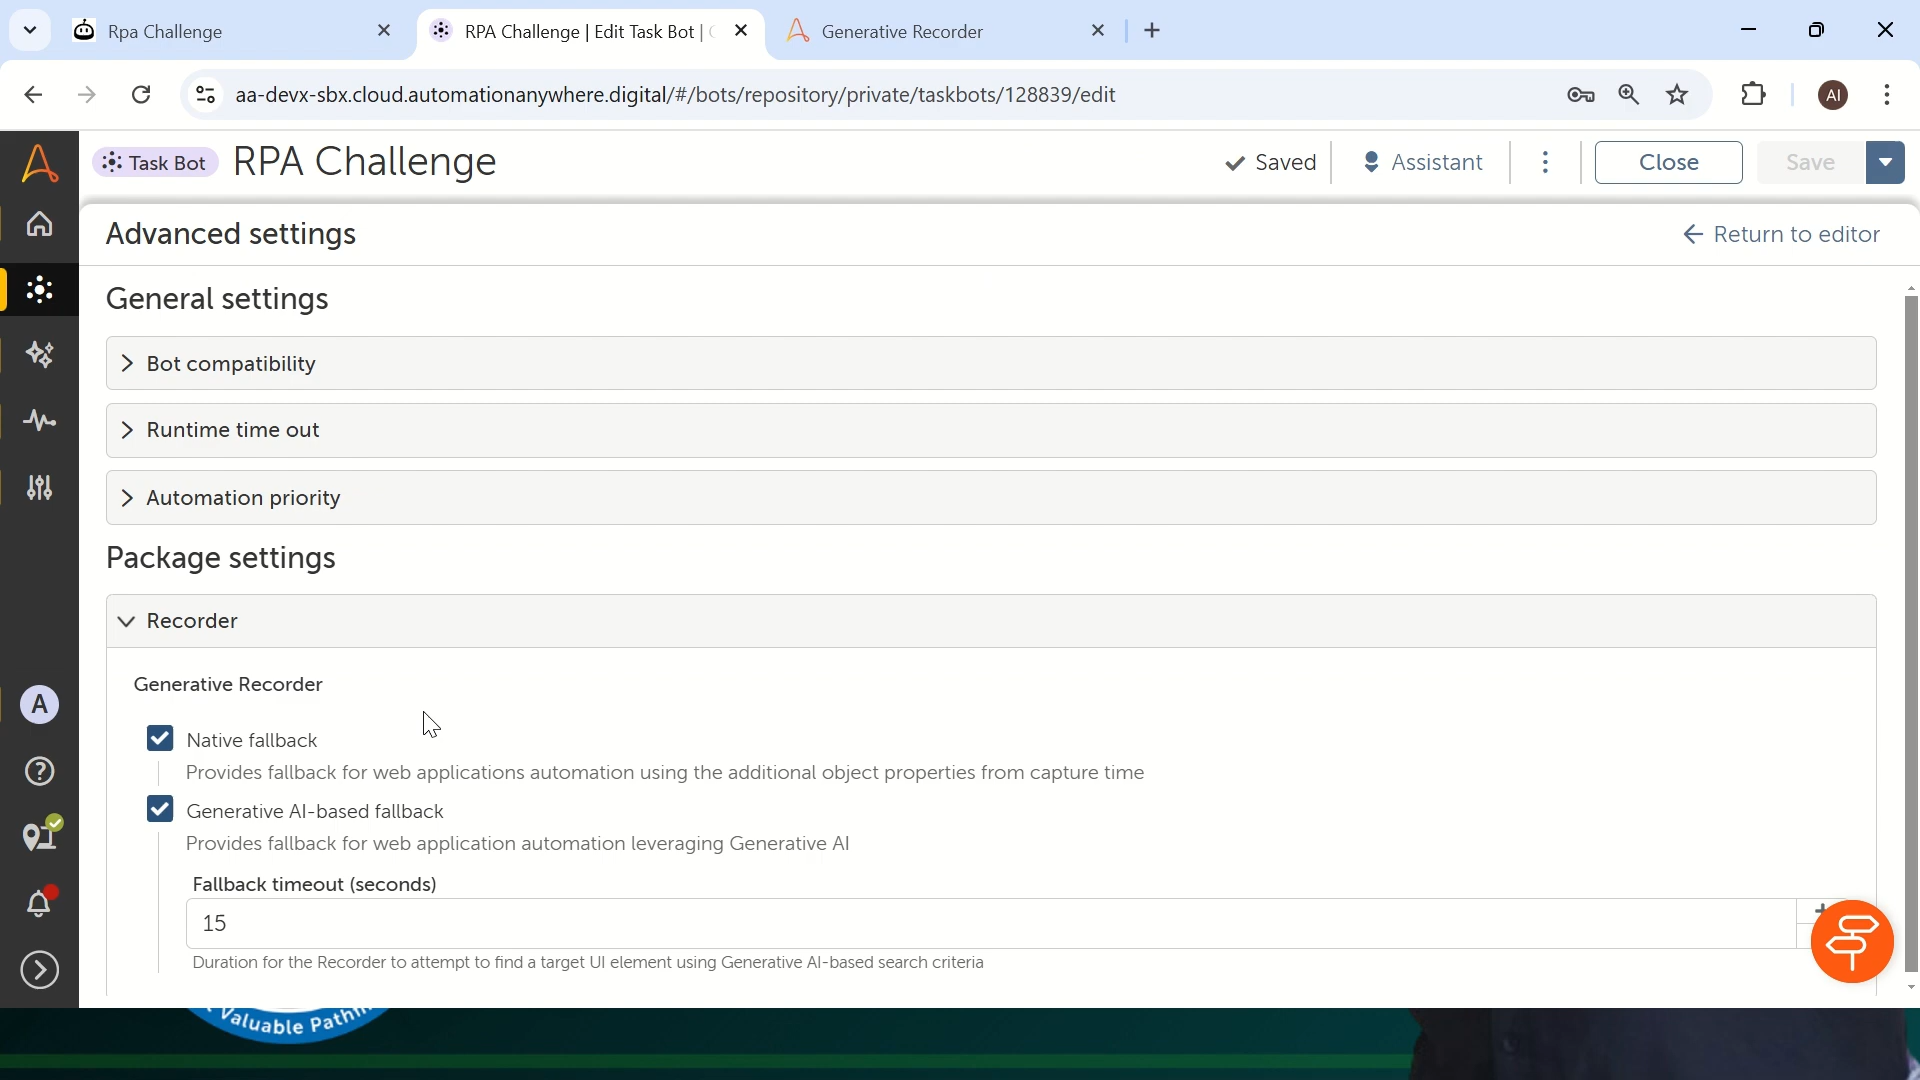 Rpa Challenge
RPA Challenge | Edit Task Bot |
Generative Recorder
aa-devx-sbx.cloud.automationanywhere.digital/#/bots/repository/private/taskbots/128839/edit
AI
Task Bot
RPA Challenge
Saved
Assistant
Close
Save
Advanced settings
Return to editor
General settings
Bot compatibility
Runtime time out
Automation priority
Package settings
Recorder
Generative Recorder
Native fallback
Provides fallback for web applications automation using the additional object properties from capture time
Generative AI-based fallback
Provides fallback for web application automation leveraging Generative AI
Fallback timeout (seconds)
15
Duration for the Recorder to attempt to find a target UI element using Generative AI-based search criteria
A
Valuable